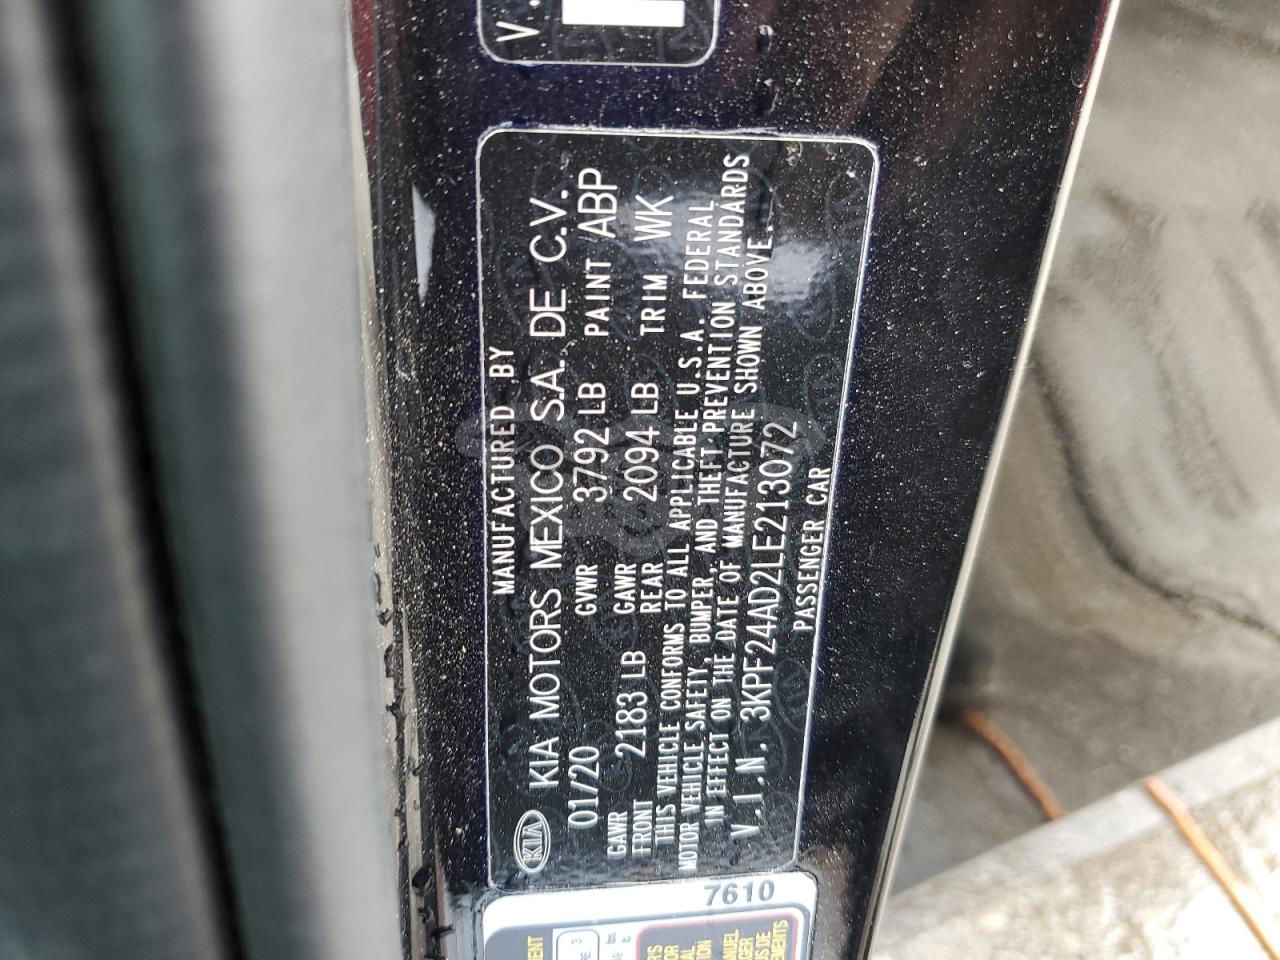 V.
MANUFACTURED BY
KIA KIA MOTORS MEXICO S.A. DE C.V.
01/20 GVWR 3792 LB PAINT ABP
GAWR FRONT 2183 LB GAWR REAR 2094 LB TRIM WK
THIS VEHICLE CONFORMS TO ALL APPLICABLE U.S.A. FEDERAL
MOTOR VEHICLE SAFETY, BUMPER, AND THEFT PREVENTION STANDARDS
IN EFFECT ON THE DATE OF MANUFACTURE SHOWN ABOVE.
V.I.N. 3KPF24AD2LE213072
PASSENGER CAR
7610